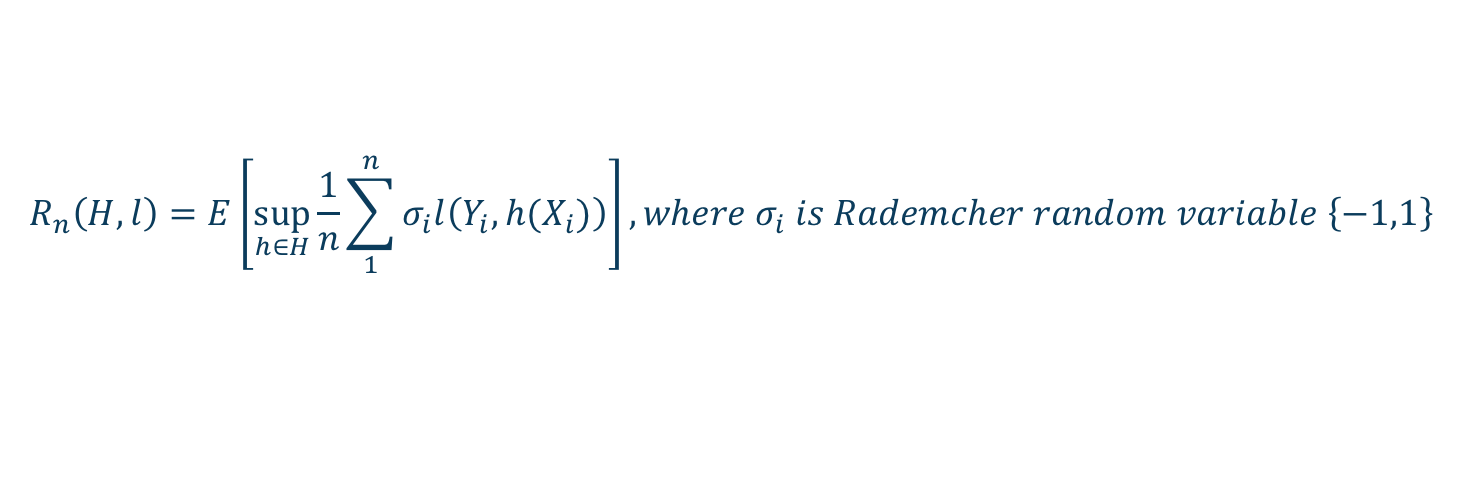 R_n(H, l) = E [ sup_{h∈H} 1/n ∑_1^n σ_i l(Y_i, h(X_i)) ] , where σ_i is Rademcher random variable {−1,1}